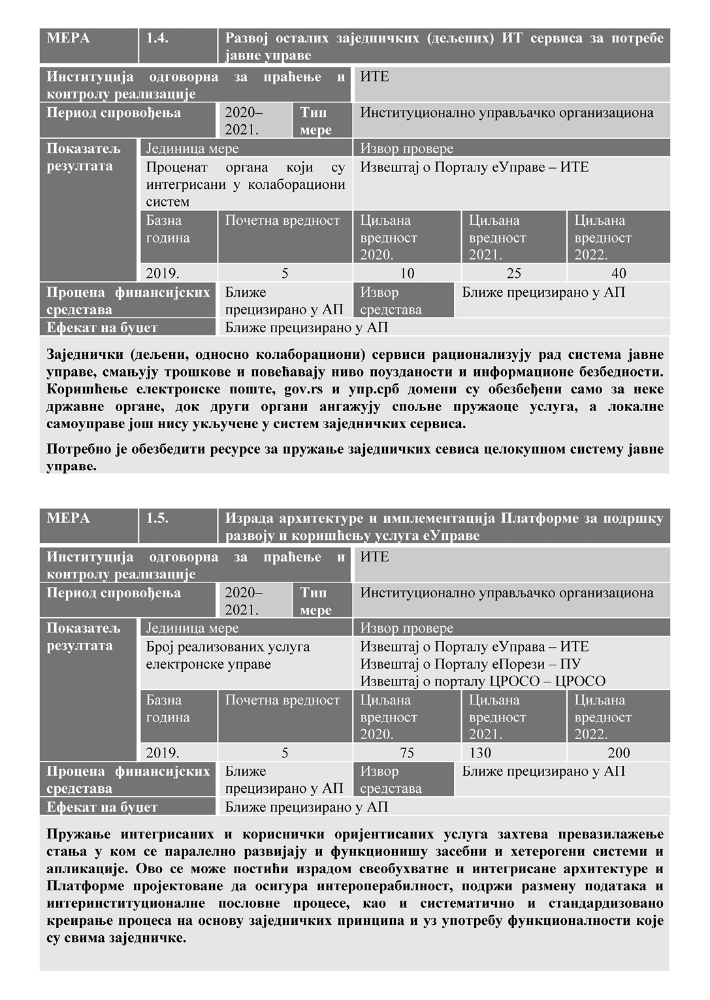 МЕРА 1.4. Развој осталих заједничких (дељених) ИТ сервиса за потребе
јавне управе
Институција одговорна за праћење и ИТЕ
контролу реализације
Период спровођења 2020– Тип Институционално управљачко организациона
2021. мере
Показатељ Јединица мере Извор провере
резултата Проценат органа који су Извештај о Порталу еУправе – ИТЕ
интегрисани у колаборациони
систем
Базна Почетна вредност Циљана Циљана Циљана
година вредност вредност вредност
2020. 2021. 2022.
2019. 5 10 25 40
Процена финансијских Ближе Извор Ближе прецизирано у АП
средстава прецизирано у АП средстава
Ефекат на буџет Ближе прецизирано у АП
Заједнички (дељени, односно колаборациони) сервиси рационализују рад система јавне
управе, смањују трошкове и повећавају ниво поузданости и информационе безбедности.
Коришћење електронске поште, gov.rs и упр.срб домени су обезбеђени само за неке
државне органе, док други органи ангажују спољне пружаоце услуга, а локалне
самоуправе још нису укључене у систем заједничких сервиса.
Потребно је обезбедити ресурсе за пружање заједничких севиса целокупном систему јавне
управе.
МЕРА 1.5. Израда архитектуре и имплементација Платформе за подршку
развоју и коришћењу услуга еУправе
Институција одговорна за праћење и ИТЕ
контролу реализације
Период спровођења 2020– Тип Институционално управљачко организациона
2021. мере
Показатељ Јединица мере Извор провере
резултата Број реализованих услуга Извештај о Порталу еУправа – ИТЕ
електронске управе Извештај о Порталу еПорези – ПУ
Извештај о порталу ЦРОСО – ЦРОСО
Базна Почетна вредност Циљана Циљана Циљана
година вредност вредност вредност
2020. 2021. 2022.
2019. 5 75 130 200
Процена финансијских Ближе Извор Ближе прецизирано у АП
средстава прецизирано у АП средстава
Ефекат на буџет Ближе прецизирано у АП
Пружање интегрисаних и кориснички оријентисаних услуга захтева превазилажење
стања у ком се паралелно развијају и функционишу засебни и хетерогени системи и
апликације. Ово се може постићи израдом свеобухватне и интегрисане архитектуре и
Платформе пројектоване да осигура интероперабилност, подржи размену података и
интеринституционалне пословне процесе, као и систематично и стандардизовано
креирање процеса на основу заједничких принципа и уз употребу функционалности које
су свима заједничке.